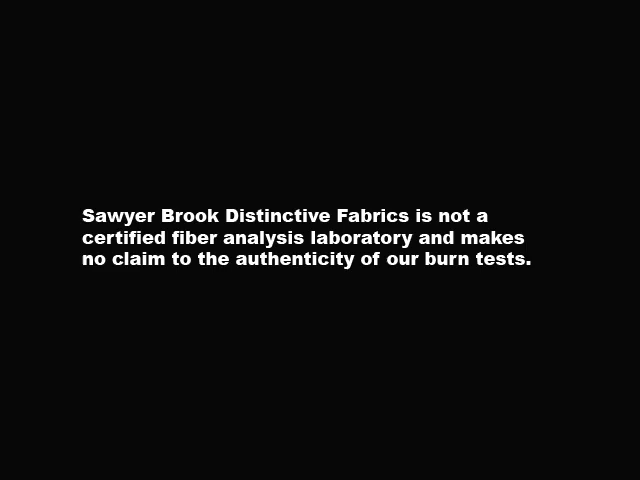 Sawyer Brook Distinctive Fabrics is not a
certified fiber analysis laboratory and makes
no claim to the authenticity of our burn tests.